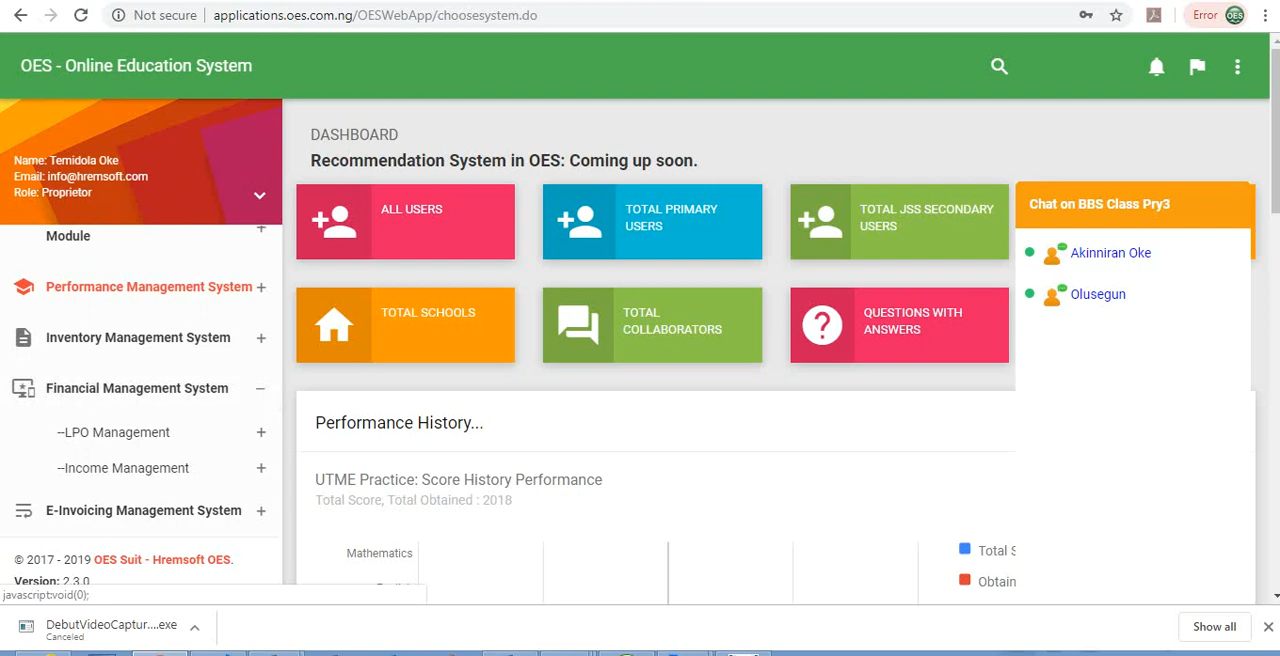 Not secure
applications.oes.com.ng/OESWebApp/choosesystem.do
Error
OES
OES - Online Education System
Name: Temidola Oke
Email: info@hremsoft.com
Role: Proprietor
Module
Performance Management System +
Inventory Management System +
Financial Management System −
--LPO Management +
--Income Management +
E-Invoicing Management System +
© 2017 - 2019 OES Suit - Hremsoft OES.
Version: 2.3.0
javascript:void(0);
DASHBOARD
Recommendation System in OES: Coming up soon.
ALL USERS
TOTAL PRIMARY
USERS
TOTAL JSS SECONDARY
USERS
TOTAL SCHOOLS
TOTAL
COLLABORATORS
QUESTIONS WITH
ANSWERS
Chat on BBS Class Pry3
Akinniran Oke
Olusegun
Performance History...
UTME Practice: Score History Performance
Total Score, Total Obtained : 2018
Mathematics
Total S
Obtain
DebutVideoCaptur....exe
Canceled
Show all